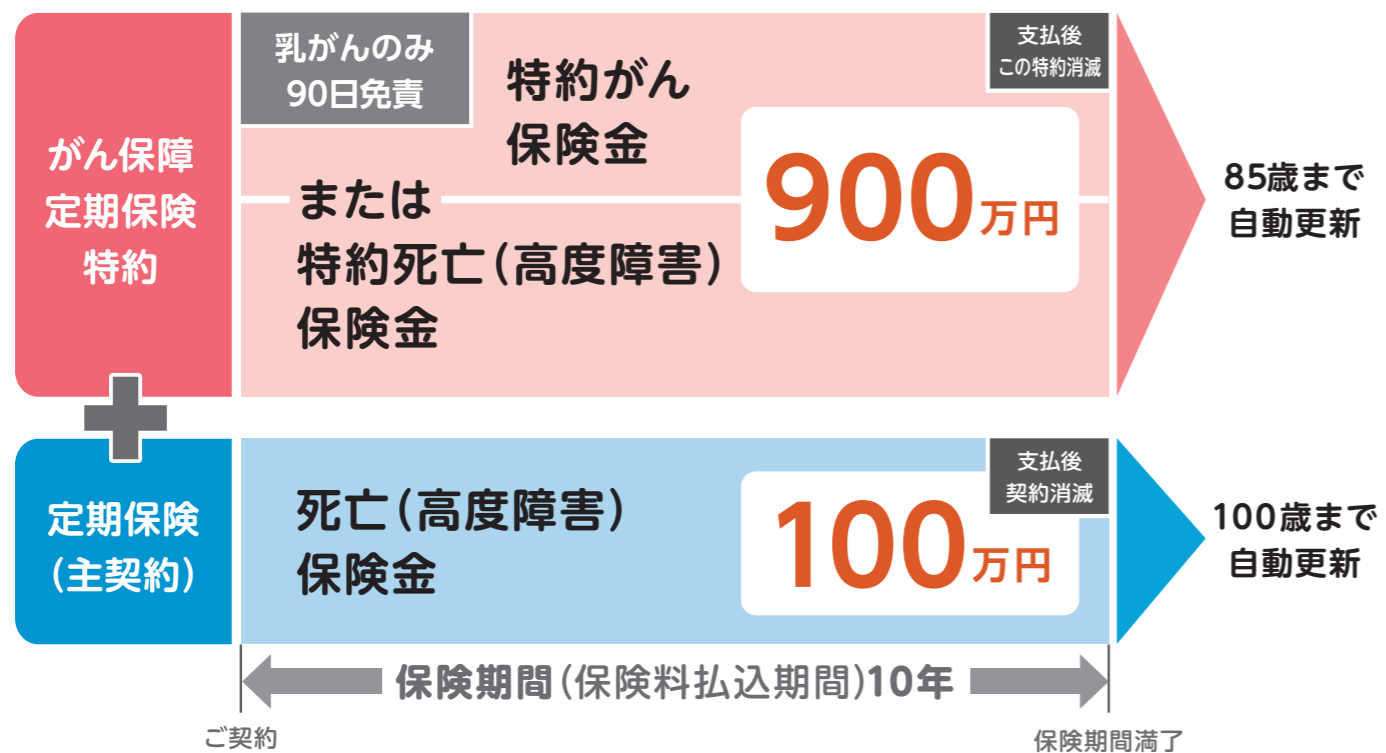 がん保障
定期保険
特約
乳がんのみ
90日免責
特約がん
保険金
または
特約死亡(高度障害)
保険金
900万円
支払後
この特約消滅
85歳まで
自動更新
定期保険
(主契約)
死亡(高度障害)
保険金
100万円
支払後
契約消滅
100歳まで
自動更新
保険期間(保険料払込期間)10年
ご契約
保険期間満了